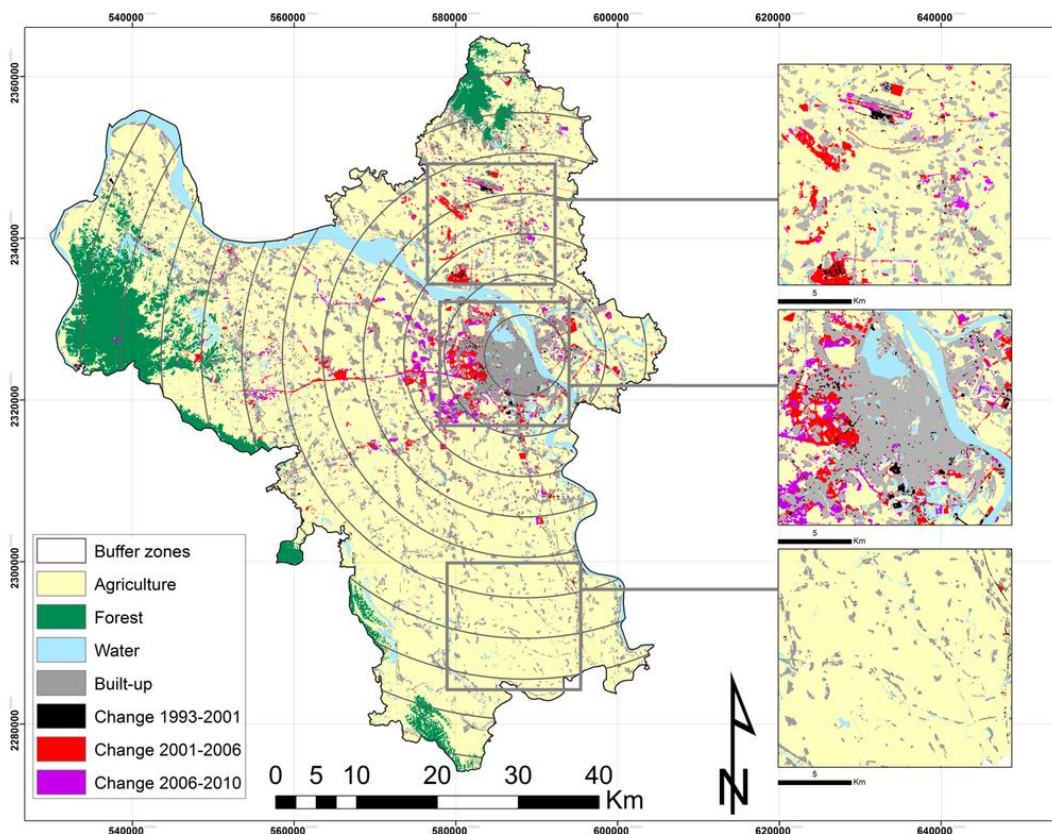 540000 560000 580000 600000 620000 640000
2360000
2340000
2320000
2300000
2280000
5
Km
5
Km
5
Km
Buffer zones
Agriculture
Forest
Water
Built-up
Change 1993-2001
Change 2001-2006
Change 2006-2010
0 5 10 20 30 40
Km
N
540000 560000 580000 600000 620000 640000